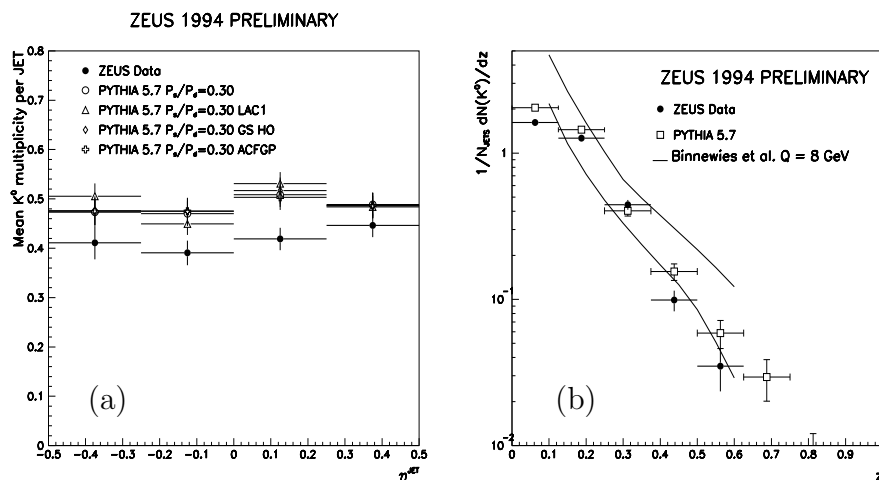 ZEUS 1994 PRELIMINARY
Mean K⁰ multiplicity per JET
0.8
0.7
0.6
0.5
0.4
0.3
0.2
0.1
0
ZEUS Data
PYTHIA 5.7 Pₛ/P_d=0.30
PYTHIA 5.7 Pₛ/P_d=0.30 LAC1
PYTHIA 5.7 Pₛ/P_d=0.30 GS HO
PYTHIA 5.7 Pₛ/P_d=0.30 ACFGP
(a)
-0.5 -0.4 -0.3 -0.2 -0.1 0 0.1 0.2 0.3 0.4 0.5
η^JET
1/N_JETS dN(K⁰)/dz
1
10⁻¹
10⁻²
ZEUS 1994 PRELIMINARY
ZEUS Data
PYTHIA 5.7
Binnewies et al. Q = 8 GeV
(b)
0 0.1 0.2 0.3 0.4 0.5 0.6 0.7 0.8 0.9